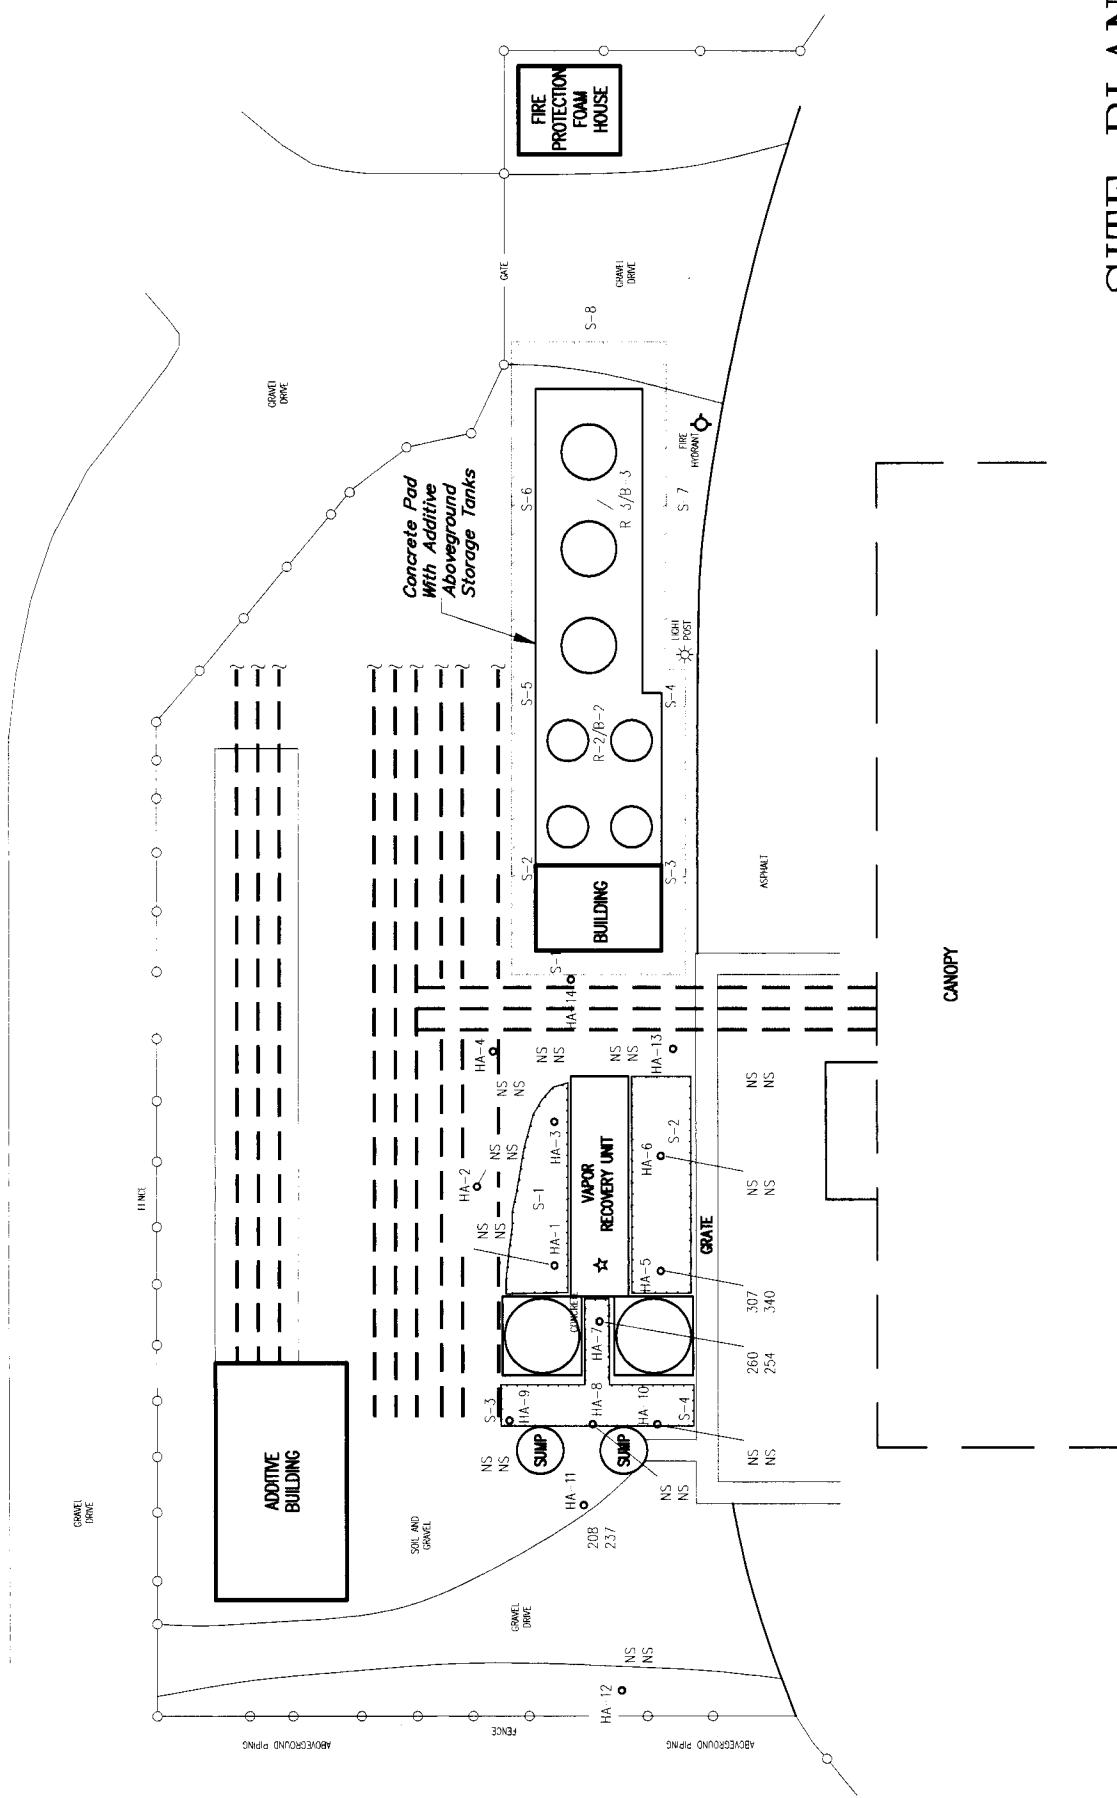 SITE PLAN
FIRE
PROTECTION
FOAM
HOUSE
GATE
GRAVEL
DRIVE
S-8
GRAVEL
DRIVE
Concrete Pad
With Additive
Aboveground
Storage Tanks
S-6
R-3/B-3
S-7
FIRE
HYDRANT
LIGHT
POST
S-5
S-4
R-2/B-2
S-2
S-3
BUILDING
ASPHALT
CANOPY
S-1
HA-14
HA-4
NS
NS
NS
NS
NS
NS
HA-13
NS
NS
FENCE
HA-2
NS
NS
HA-3
S-1
VAPOR
RECOVERY UNIT
HA-6
S-2
NS
NS
NS
NS
HA-1
HA-5
GRATE
307
340
CONCRETE
HA-7
260
254
ADDITIVE
BUILDING
S-3
HA-9
HA-8
HA-10
S-4
NS
NS
SUMP
SUMP
NS
NS
NS
NS
HA-11
208
237
GRAVEL
DRIVE
SOIL AND
GRAVEL
GRAVEL
DRIVE
NS
NS
HA-12
ABOVEGROUND PIPING
FENCE
ABOVEGROUND PIPING